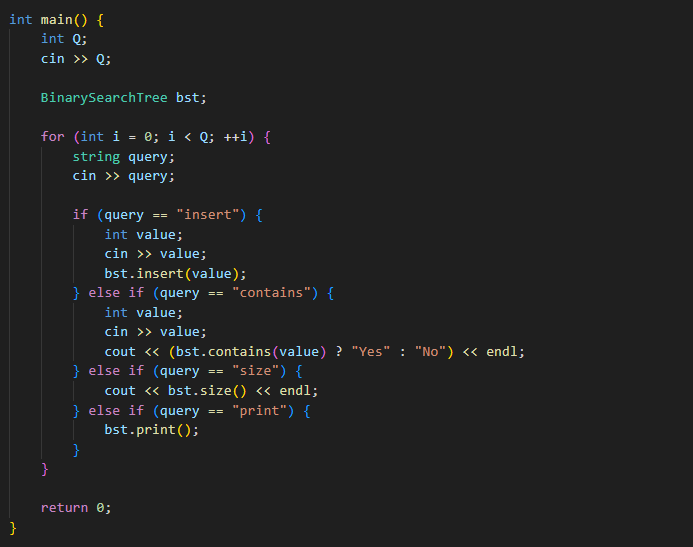 int main() {
    int Q;
    cin >> Q;

    BinarySearchTree bst;

    for (int i = 0; i < Q; ++i) {
        string query;
        cin >> query;

        if (query == "insert") {
            int value;
            cin >> value;
            bst.insert(value);
        } else if (query == "contains") {
            int value;
            cin >> value;
            cout << (bst.contains(value) ? "Yes" : "No") << endl;
        } else if (query == "size") {
            cout << bst.size() << endl;
        } else if (query == "print") {
            bst.print();
        }
    }

    return 0;
}